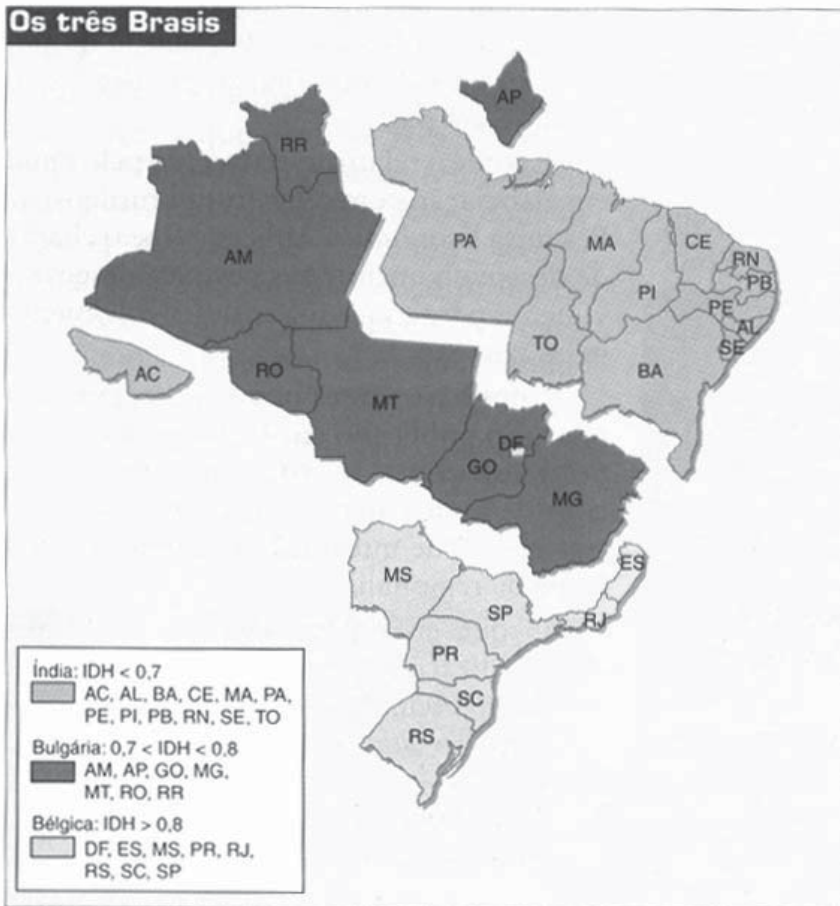 Os três Brasis
AP
RR
AM
PA
MA
CE
RN
PB
PI
PE
AL
SE
TO
BA
AC
RO
MT
DF
GO
MG
MS
ES
SP
RJ
PR
SC
RS
Índia: IDH < 0,7
AC, AL, BA, CE, MA, PA,
PE, PI, PB, RN, SE, TO
Bulgária: 0,7 < IDH < 0,8
AM, AP, GO, MG,
MT, RO, RR
Bélgica: IDH > 0,8
DF, ES, MS, PR, RJ,
RS, SC, SP